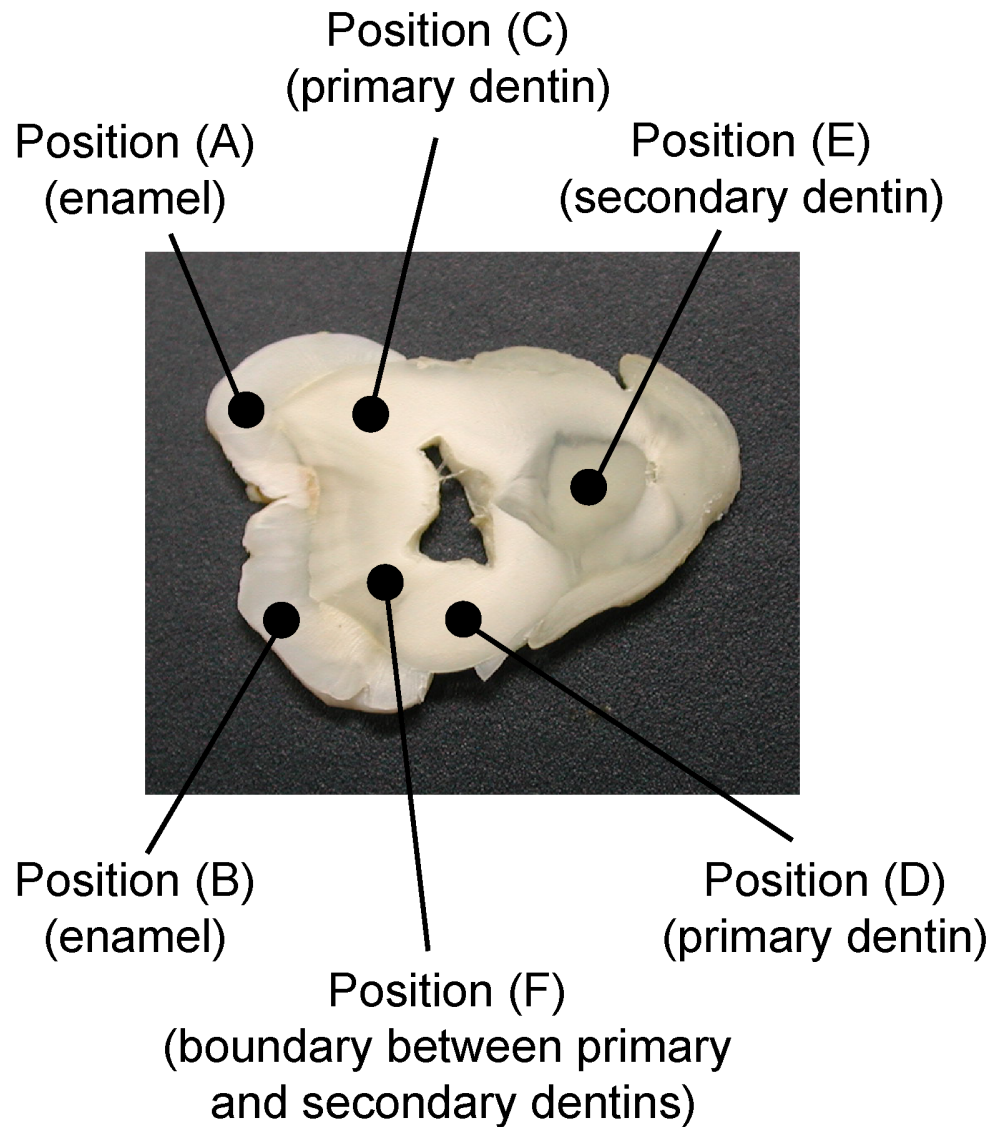 Position (C)
(primary dentin)
Position (A)
(enamel)
Position (E)
(secondary dentin)
Position (B)
(enamel)
Position (D)
(primary dentin)
Position (F)
(boundary between primary
and secondary dentins)